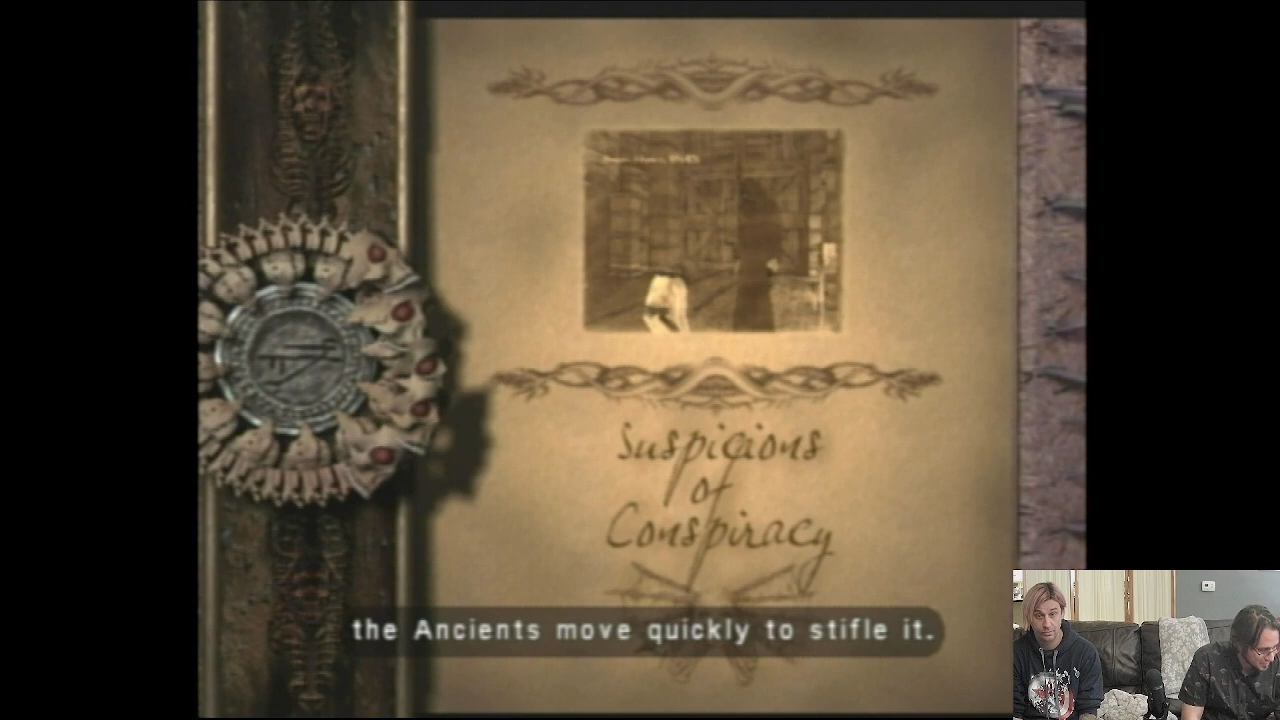 Suspicions
of
Conspiracy
the Ancients move quickly to stifle it.